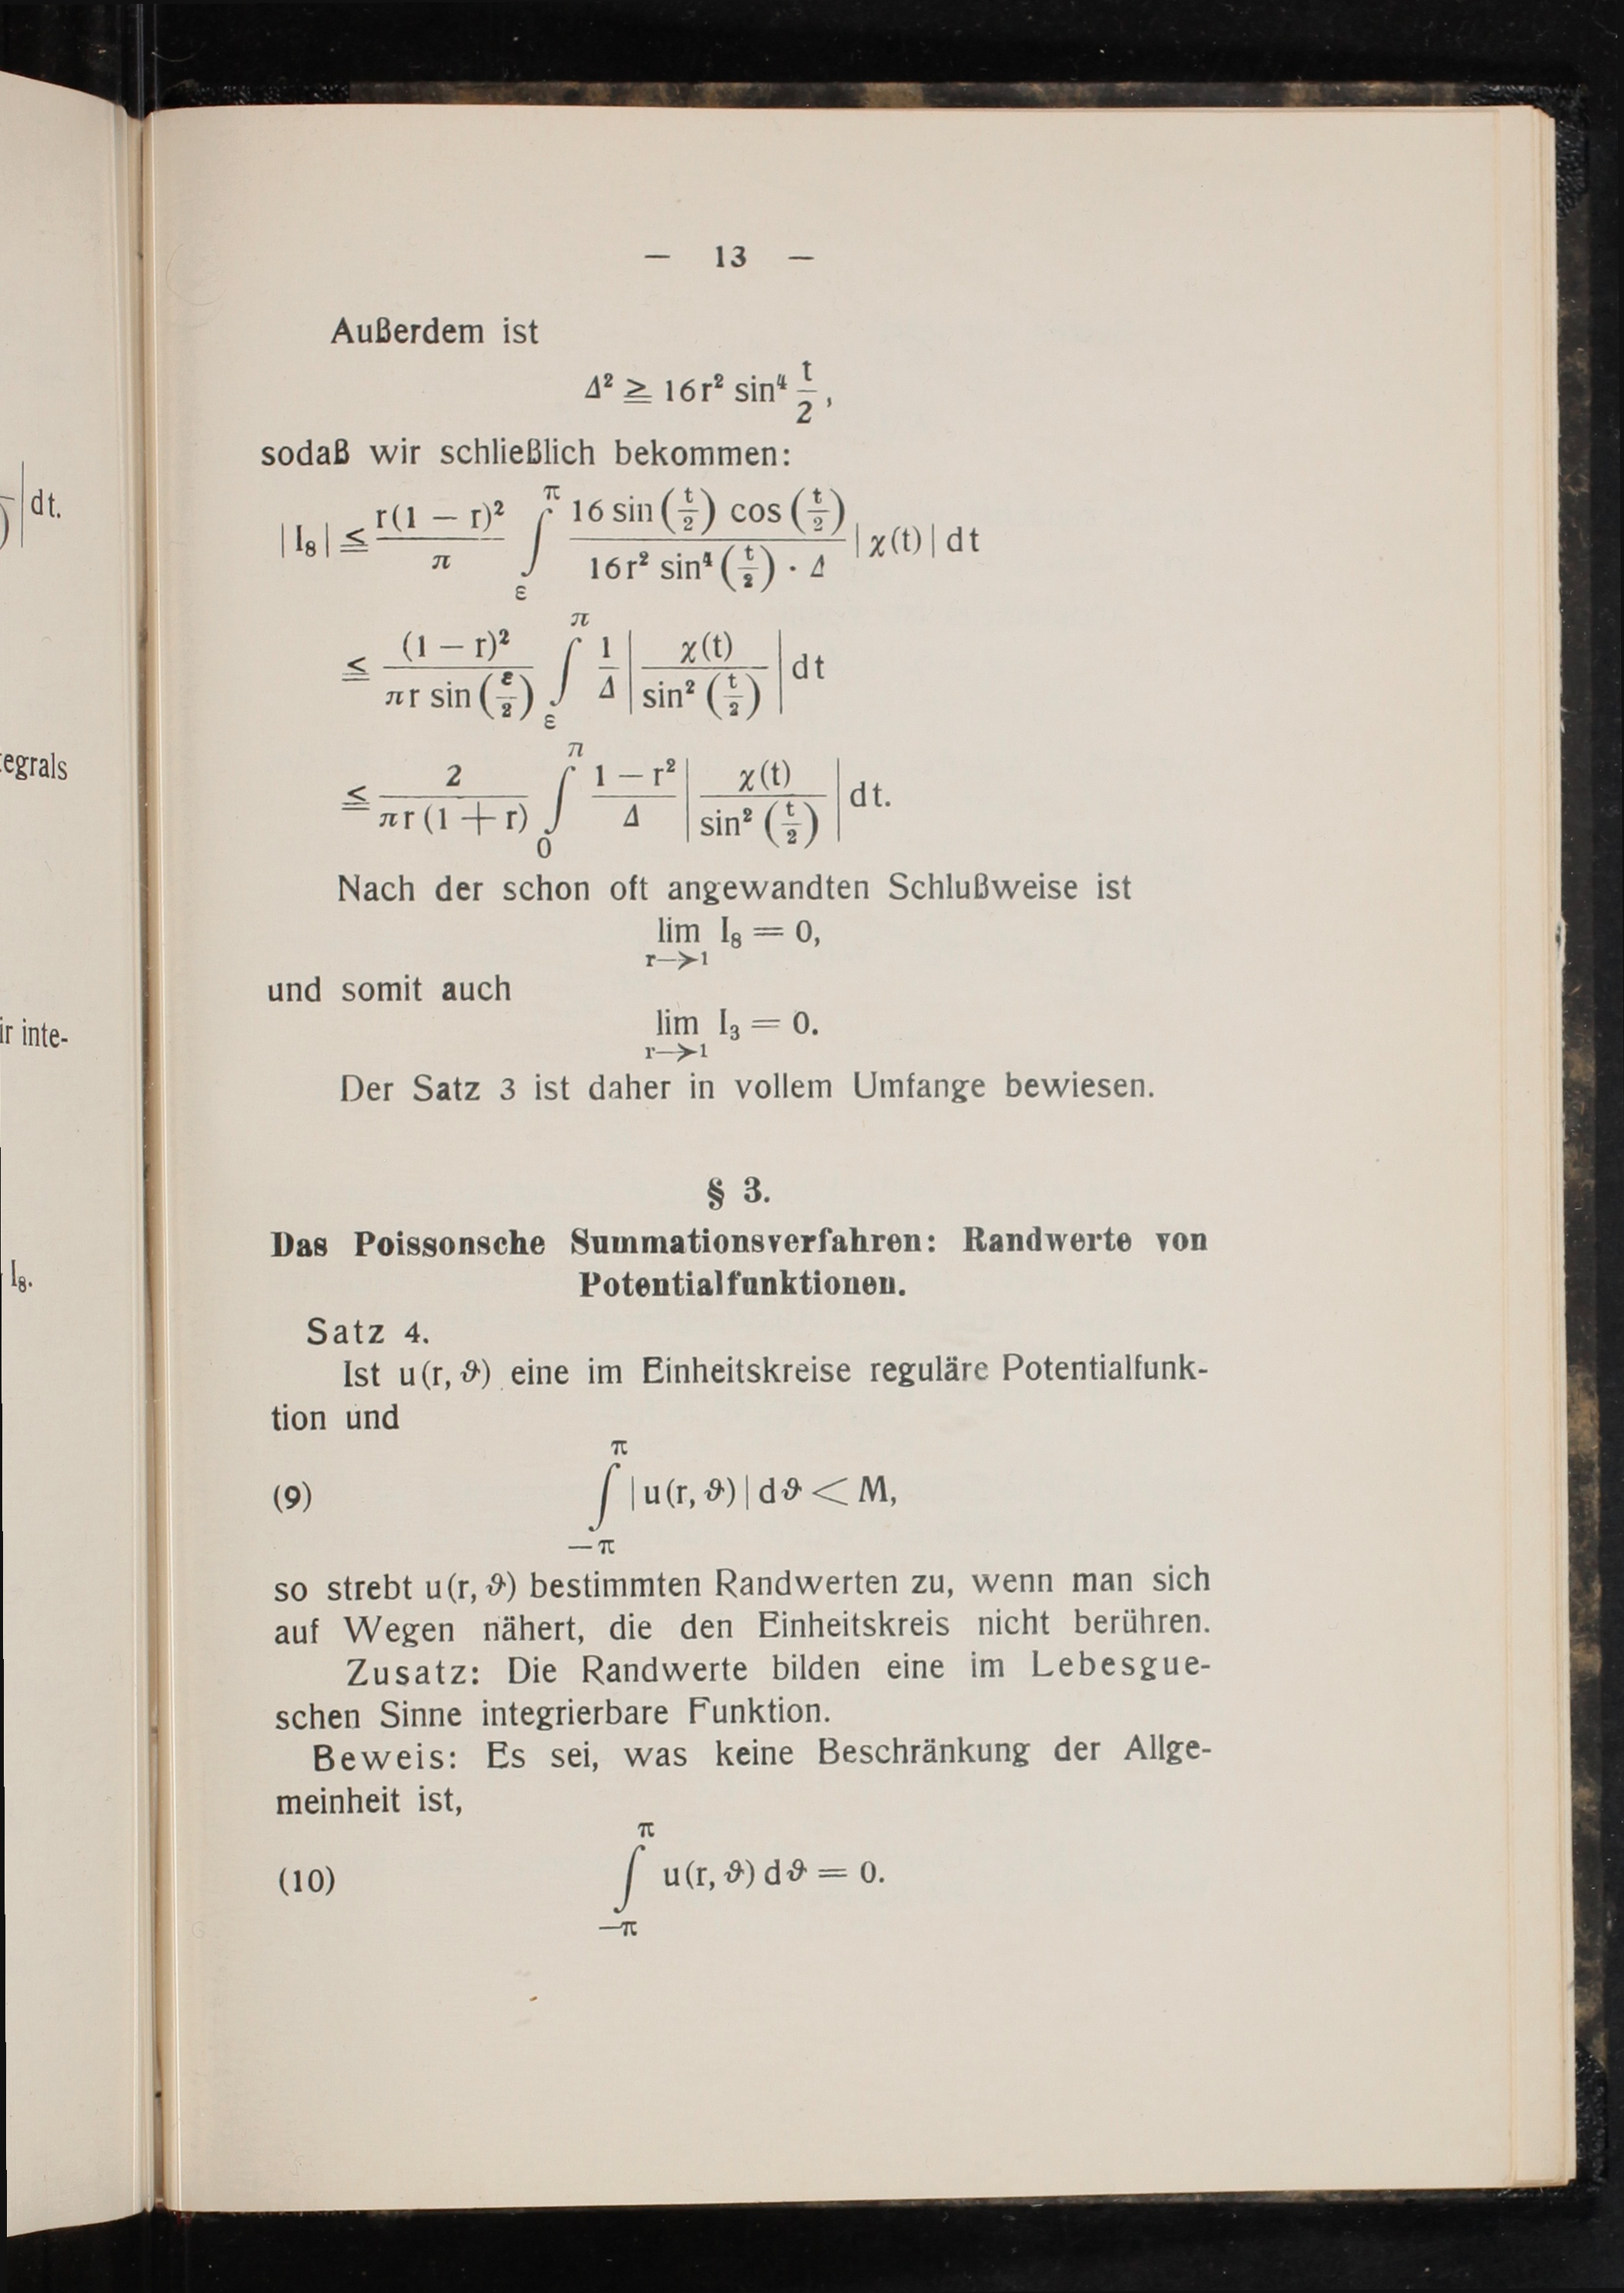 dt.
egrals
ir inte-
I₈.
— 13 —
Außerdem ist
Δ² ≧ 16r² sin⁴ t/2,
sodaß wir schließlich bekommen:
|I₈| ≦ r(1 − r)²/π ∫_ε^π 16 sin(t/2) cos(t/2) / 16r² sin⁴(t/2) · Δ |χ(t)| dt
≦ (1 − r)²/πr sin(ε/2) ∫_ε^π 1/Δ |χ(t)/sin²(t/2)| dt
≦ 2/πr(1 + r) ∫_0^π 1 − r²/Δ |χ(t)/sin²(t/2)| dt.
Nach der schon oft angewandten Schlußweise ist
lim I₈ = 0,
r→1
und somit auch
lim I₃ = 0.
r→1
Der Satz 3 ist daher in vollem Umfange bewiesen.
§ 3.
Das Poissonsche Summationsverfahren: Randwerte von
Potentialfunktionen.
Satz 4.
Ist u(r, ϑ) eine im Einheitskreise reguläre Potentialfunk-
tion und
(9) ∫_{−π}^π |u(r, ϑ)| dϑ < M,
so strebt u(r, ϑ) bestimmten Randwerten zu, wenn man sich
auf Wegen nähert, die den Einheitskreis nicht berühren.
Zusatz: Die Randwerte bilden eine im Lebesgue-
schen Sinne integrierbare Funktion.
Beweis: Es sei, was keine Beschränkung der Allge-
meinheit ist,
(10) ∫_{−π}^π u(r, ϑ) dϑ = 0.